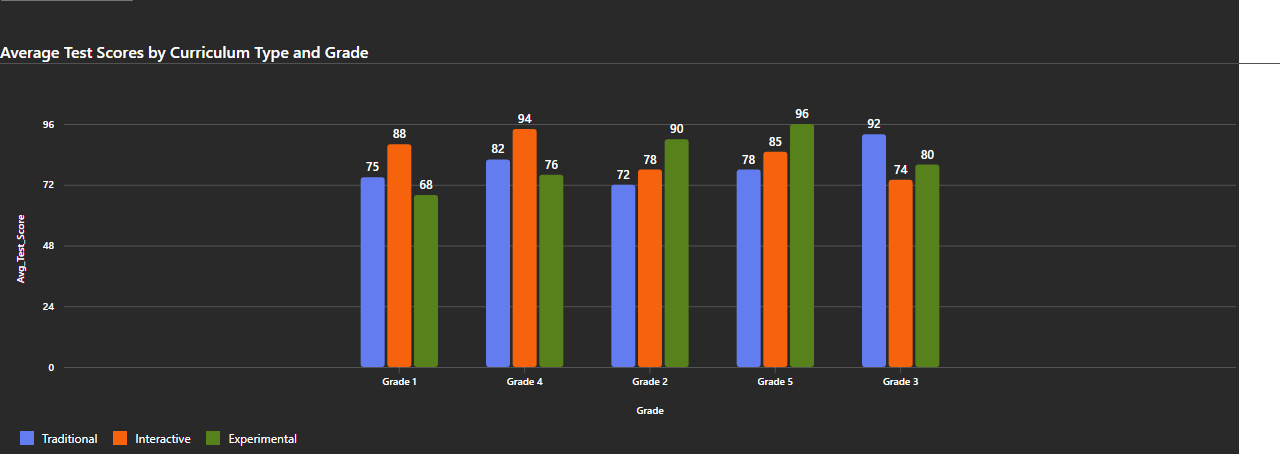 Average Test Scores by Curriculum Type and Grade
96
72
48
24
0
Avg_Test_Score
75
88
68
82
94
76
72
78
90
78
85
96
92
74
80
Grade 1
Grade 4
Grade 2
Grade 5
Grade 3
Grade
Traditional
Interactive
Experimental